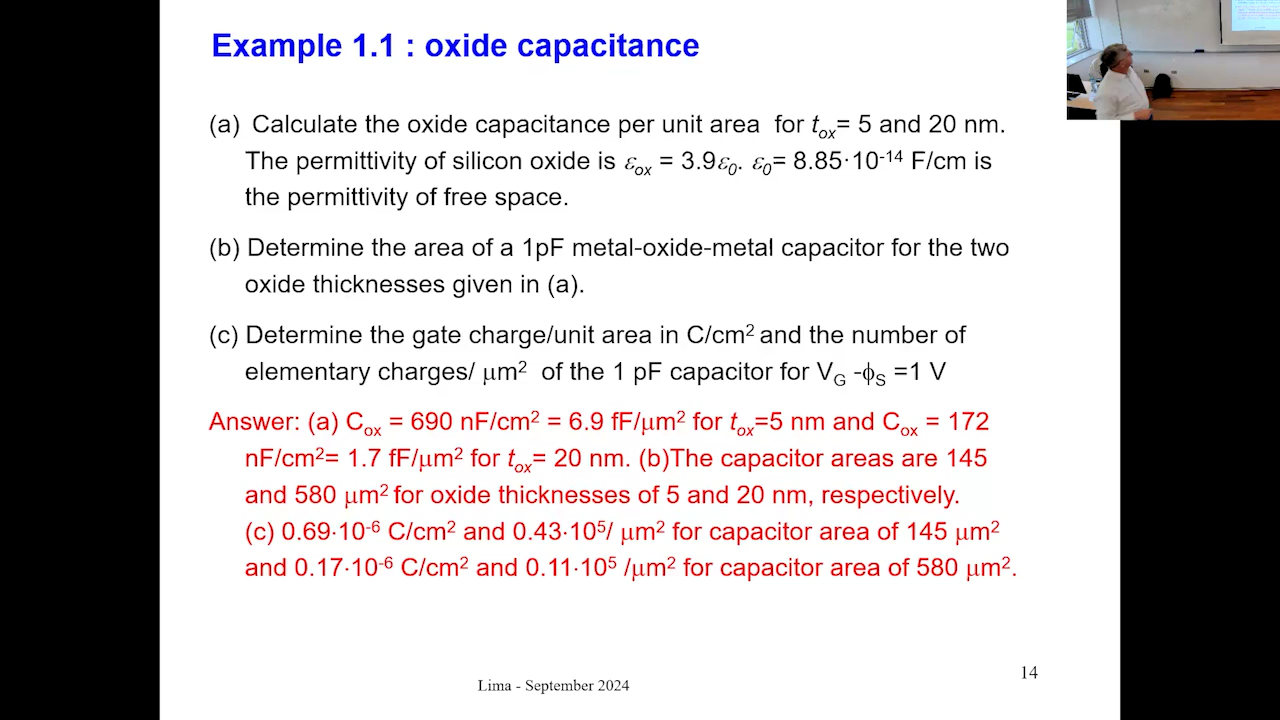 Example 1.1 : oxide capacitance
(a) Calculate the oxide capacitance per unit area for tox= 5 and 20 nm.
The permittivity of silicon oxide is εox = 3.9ε0. ε0= 8.85·10-14 F/cm is
the permittivity of free space.
(b) Determine the area of a 1pF metal-oxide-metal capacitor for the two
oxide thicknesses given in (a).
(c) Determine the gate charge/unit area in C/cm2 and the number of
elementary charges/ μm2 of the 1 pF capacitor for VG -ϕS =1 V
Answer: (a) Cox = 690 nF/cm2 = 6.9 fF/μm2 for tox=5 nm and Cox = 172
nF/cm2= 1.7 fF/μm2 for tox= 20 nm. (b)The capacitor areas are 145
and 580 μm2 for oxide thicknesses of 5 and 20 nm, respectively.
(c) 0.69·10-6 C/cm2 and 0.43·105/ μm2 for capacitor area of 145 μm2
and 0.17·10-6 C/cm2 and 0.11·105 /μm2 for capacitor area of 580 μm2.
Lima - September 2024
14